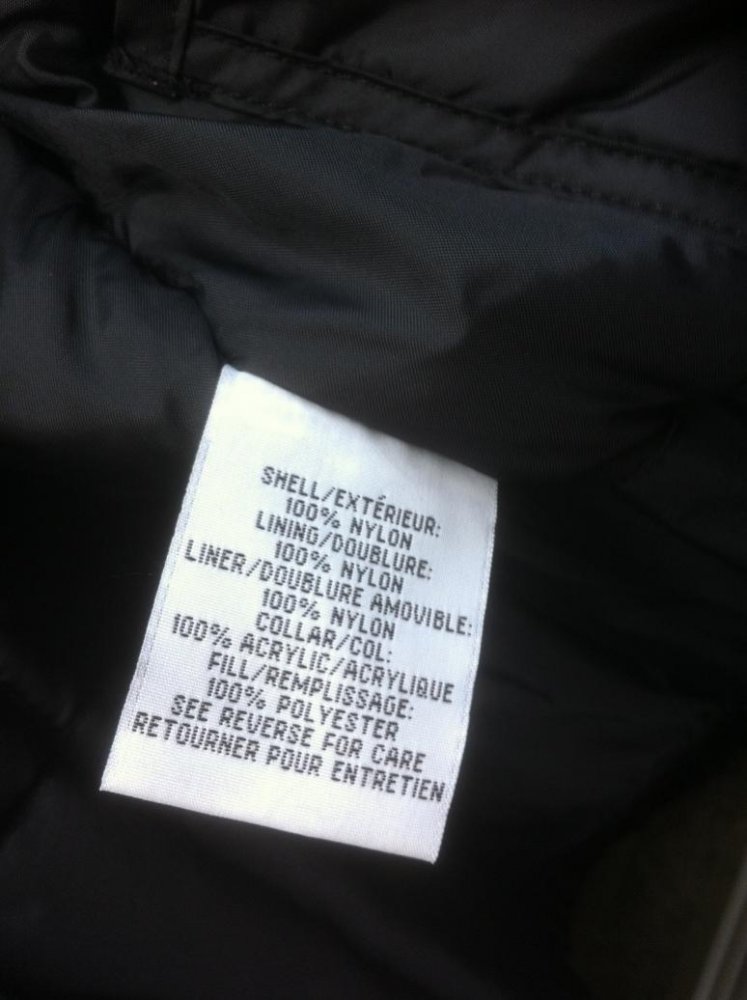 SHELL/EXTÉRIEUR:
100% NYLON
LINING/DOUBLURE:
100% NYLON
LINER/DOUBLURE AMOVIBLE:
100% NYLON
COLLAR/COL:
100% ACRYLIC/ACRYLIQUE
FILL/REMPLISSAGE:
100% POLYESTER
SEE REVERSE FOR CARE
RETOURNER POUR ENTRETIEN